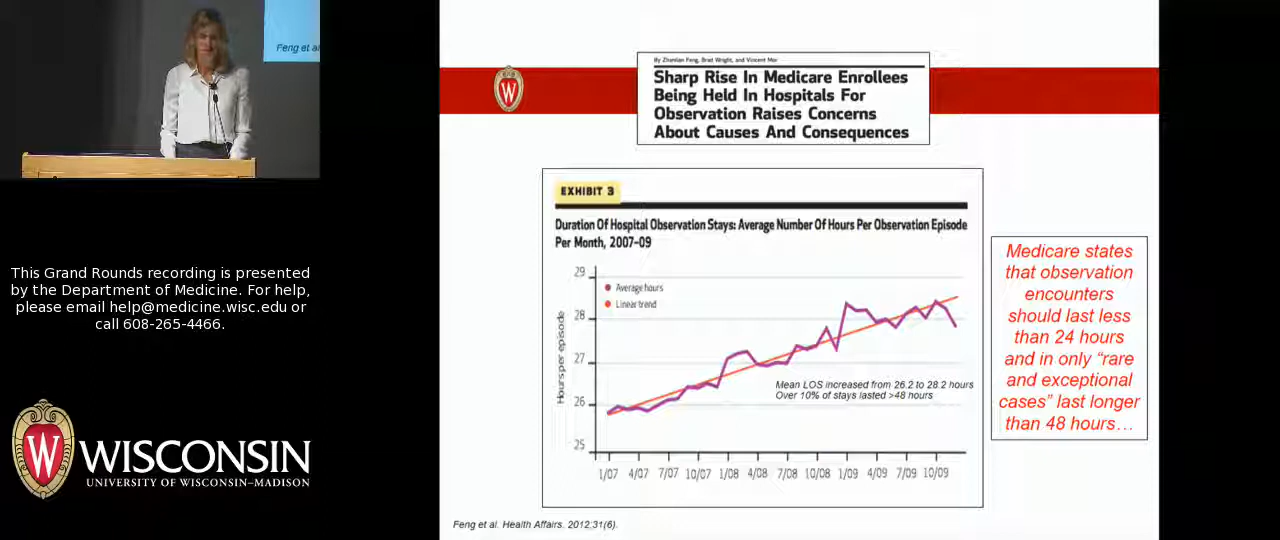 Feng et al
This Grand Rounds recording is presented
by the Department of Medicine. For help,
please email help@medicine.wisc.edu or
call 608-265-4466.
W
WISCONSIN
UNIVERSITY OF WISCONSIN–MADISON
W
By Zhanlian Feng, Brad Wright, and Vincent Mor
Sharp Rise In Medicare Enrollees
Being Held In Hospitals For
Observation Raises Concerns
About Causes And Consequences
EXHIBIT 3
Duration Of Hospital Observation Stays: Average Number Of Hours Per Observation Episode
Per Month, 2007–09
29
28
27
26
25
Hours per episode
Average hours
Linear trend
Mean LOS increased from 26.2 to 28.2 hours
Over 10% of stays lasted >48 hours
1/07 4/07 7/07 10/07 1/08 4/08 7/08 10/08 1/09 4/09 7/09 10/09
Medicare states
that observation
encounters
should last less
than 24 hours
and in only “rare
and exceptional
cases” last longer
than 48 hours…
Feng et al. Health Affairs. 2012;31(6).